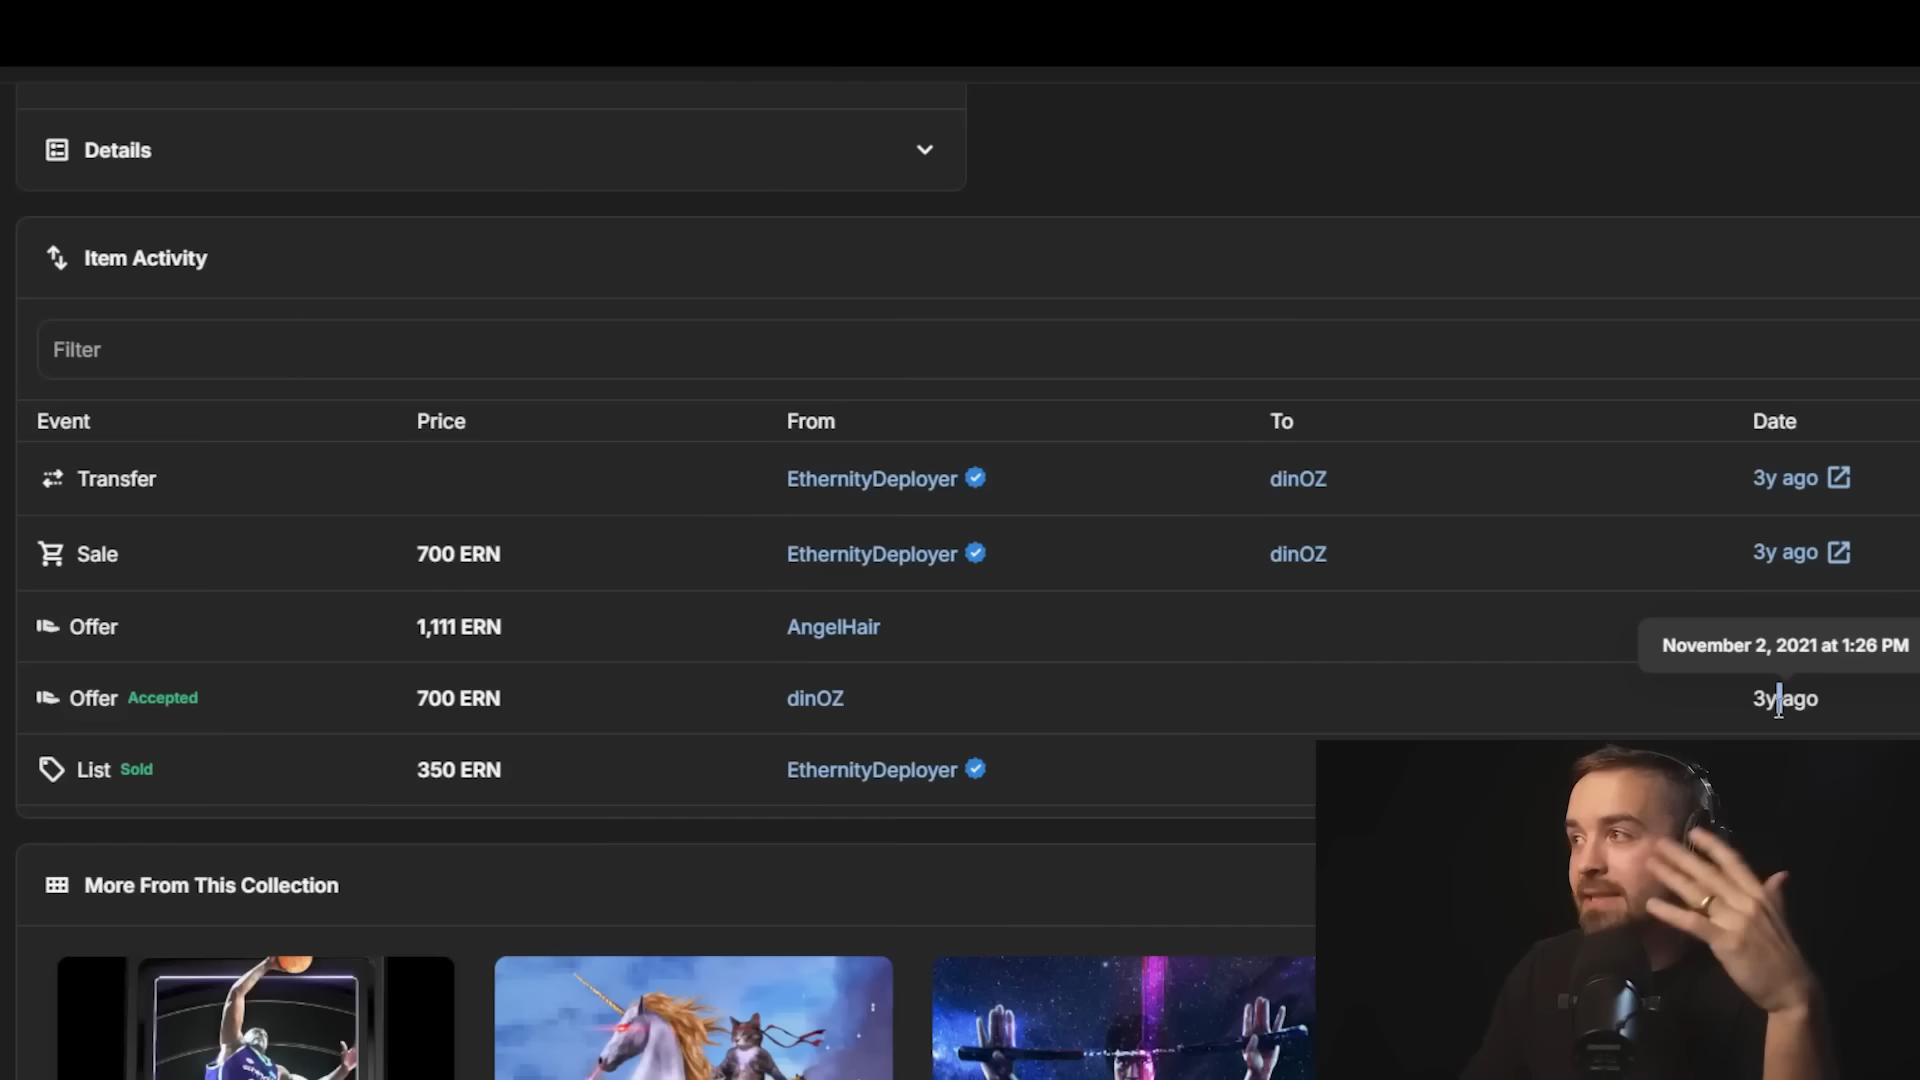 Details
Item Activity
Filter
Event Price From To Date
Transfer EthernityDeployer dinOZ 3y ago
Sale 700 ERN EthernityDeployer dinOZ 3y ago
Offer 1,111 ERN AngelHair
November 2, 2021 at 1:26 PM
Offer Accepted 700 ERN dinOZ 3y ago
List Sold 350 ERN EthernityDeployer
More From This Collection